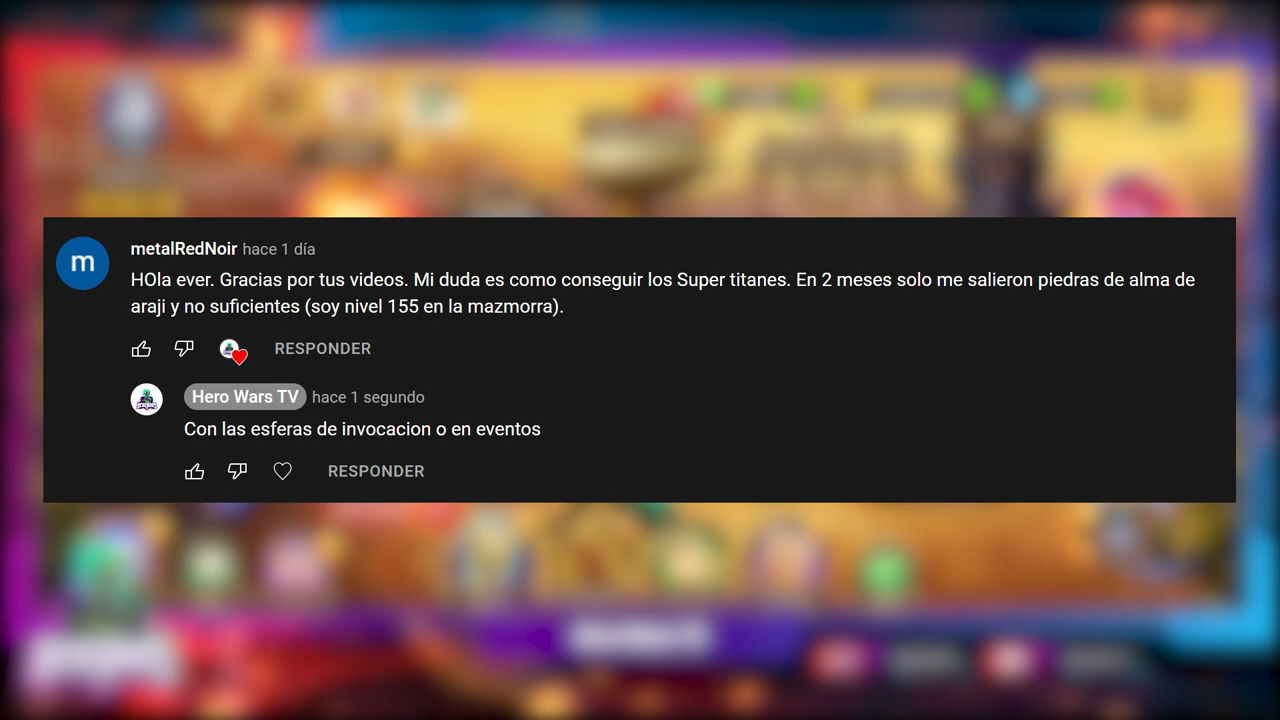 metalRedNoir hace 1 día
HOla ever. Gracias por tus videos. Mi duda es como conseguir los Super titanes. En 2 meses solo me salieron piedras de alma de
araji y no suficientes (soy nivel 155 en la mazmorra).
RESPONDER
Hero Wars TV hace 1 segundo
Con las esferas de invocacion o en eventos
RESPONDER